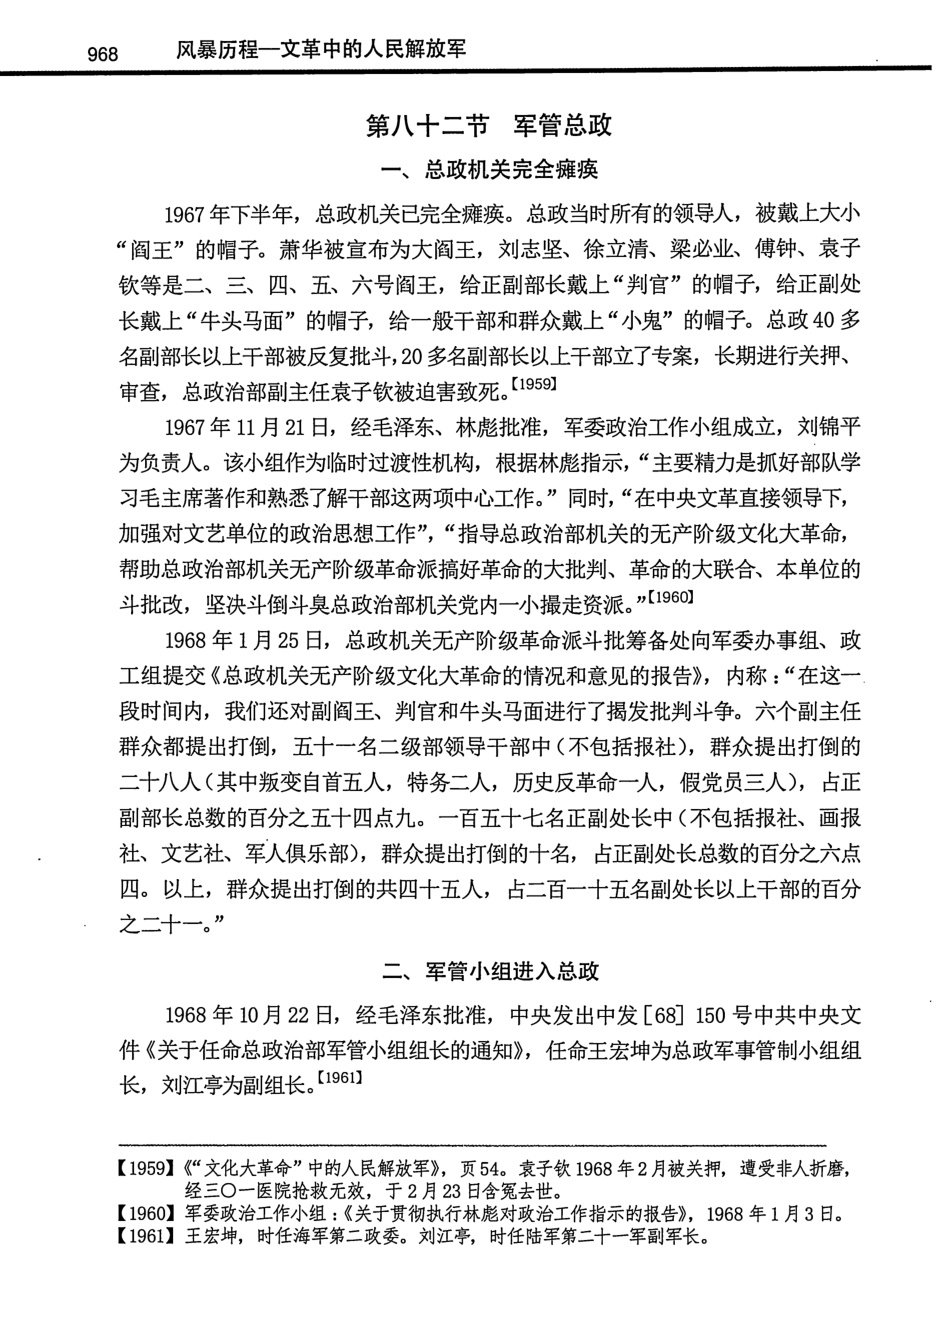 968 风暴历程—文革中的人民解放军
第八十二节 军管总政
一、总政机关完全瘫痪
1967年下半年，总政机关已完全瘫痪。总政当时所有的领导人，被戴上大小
“阎王”的帽子。萧华被宣布为大阎王，刘志坚、徐立清、梁必业、傅钟、袁子
钦等是二、三、四、五、六号阎王，给正副部长戴上“判官”的帽子，给正副处
长戴上“牛头马面”的帽子，给一般干部和群众戴上“小鬼”的帽子。总政40多
名副部长以上干部被反复批斗，20多名副部长以上干部立了专案，长期进行关押、
审查，总政治部副主任袁子钦被迫害致死。【1959】
1967年11月21日，经毛泽东、林彪批准，军委政治工作小组成立，刘锦平
为负责人。该小组作为临时过渡性机构，根据林彪指示，“主要精力是抓好部队学
习毛主席著作和熟悉了解干部这两项中心工作。”同时，“在中央文革直接领导下，
加强对文艺单位的政治思想工作”，“指导总政治部机关的无产阶级文化大革命，
帮助总政治部机关无产阶级革命派搞好革命的大批判、革命的大联合、本单位的
斗批改，坚决斗倒斗臭总政治部机关党内一小撮走资派。”【1960】
1968年1月25日，总政机关无产阶级革命派斗批筹备处向军委办事组、政
工组提交《总政机关无产阶级文化大革命的情况和意见的报告》，内称：“在这一
段时间内，我们还对副阎王、判官和牛头马面进行了揭发批判斗争。六个副主任
群众都提出打倒，五十一名二级部领导干部中（不包括报社），群众提出打倒的
二十八人（其中叛变自首五人，特务二人，历史反革命一人，假党员三人），占正
副部长总数的百分之五十四点九。一百五十七名正副处长中（不包括报社、画报
社、文艺社、军人俱乐部），群众提出打倒的十名，占正副处长总数的百分之六点
四。以上，群众提出打倒的共四十五人，占二百一十五名副处长以上干部的百分
之二十一。”
二、军管小组进入总政
1968年10月22日，经毛泽东批准，中央发出中发［68］150号中共中央文
件《关于任命总政治部军管小组组长的通知》，任命王宏坤为总政军事管制小组组
长，刘江亭为副组长。【1961】
【1959】《“文化大革命”中的人民解放军》，页54。袁子钦1968年2月被关押，遭受非人折磨，
经三〇一医院抢救无效，于2月23日含冤去世。
【1960】军委政治工作小组：《关于贯彻执行林彪对政治工作指示的报告》，1968年1月3日。
【1961】王宏坤，时任海军第二政委。刘江亭，时任陆军第二十一军副军长。